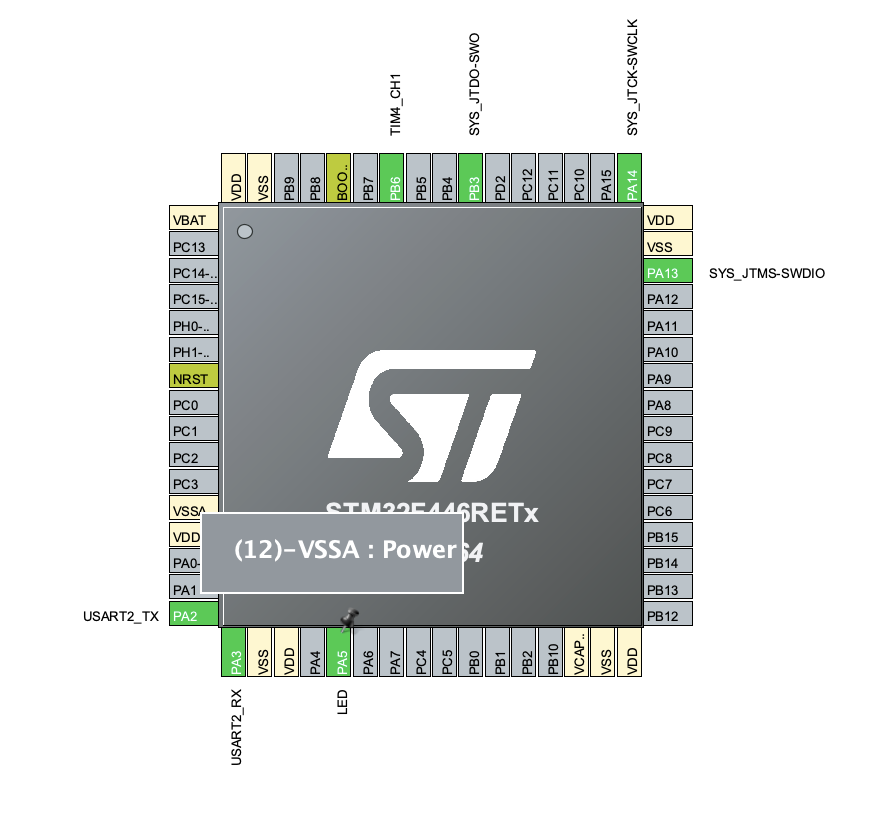 TIM4_CH1
SYS_JTDO-SWO
SYS_JTCK-SWCLK
VDD
VSS
PB9
PB8
BOO..
PB7
PB6
PB5
PB4
PB3
PD2
PC12
PC11
PC10
PA15
PA14
VBAT
PC13
PC14-..
PC15-..
PH0-..
PH1-..
NRST
PC0
PC1
PC2
PC3
VSSA
VDD
PA0-
PA1
USART2_TX PA2
VDD
VSS
PA13 SYS_JTMS-SWDIO
PA12
PA11
PA10
PA9
PA8
PC9
PC8
PC7
PC6
PB15
PB14
PB13
PB12
ST
STM32F446RETx
64
(12)-VSSA : Power
PA3
VSS
VDD
PA4
PA5
PA6
PA7
PC4
PC5
PB0
PB1
PB2
PB10
VCAP..
VSS
VDD
USART2_RX
LED